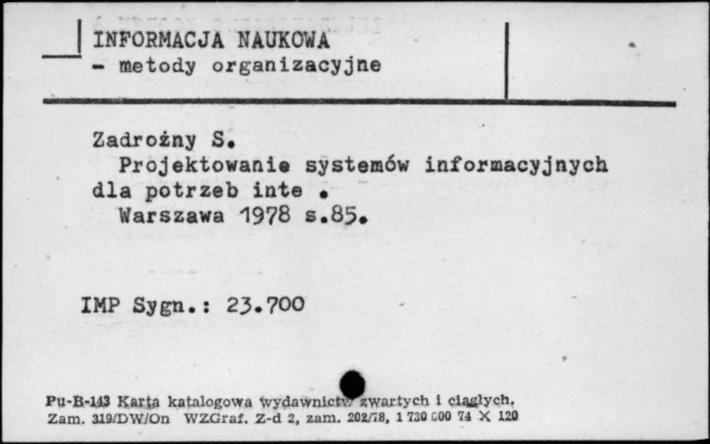 INFORMACJA NAUKOWA
- metody organizacyjne
Zadrożny S.
Projektowanie systemów informacyjnych
dla potrzeb inte .
Warszawa 1978 s.85.
IMP Sygn.: 23.700
Pu-B-143 Karta katalogowa wydawnictw zwartych i ciągłych.
Zam. 319/DW/On WZGraf. Z-d 2, zam. 202/78, 1 730 000 74 X 120